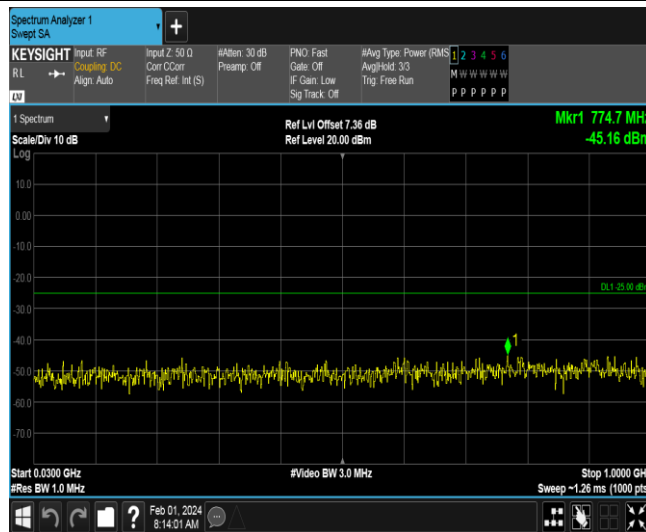 Spectrum Analyzer 1
Swept SA
+
KEYSIGHT Input: RF Input Z: 50 Ω #Atten: 30 dB PNO: Fast #Avg Type: Power (RMS 1 2 3 4 5 6
RL Coupling: DC Corr CCorr Preamp: Off Gate: Off Avg|Hold: 3/3 M W W W W W
Align: Auto Freq Ref: Int (S) IF Gain: Low Trig: Free Run
Sig Track: Off P P P P P P
LXI
1 Spectrum Ref Lvl Offset 7.36 dB Mkr1 774.7 MHz
Scale/Div 10 dB Ref Level 20.00 dBm -45.16 dBm
Log
10.0
0.00
-10.0
-20.0
DL1 -25.00 dBm
-30.0
-40.0
1
-50.0
-60.0
-70.0
Start 0.0300 GHz #Video BW 3.0 MHz Stop 1.0000 GHz
#Res BW 1.0 MHz Sweep ~1.26 ms (1000 pts)
? Feb 01, 2024
8:14:01 AM